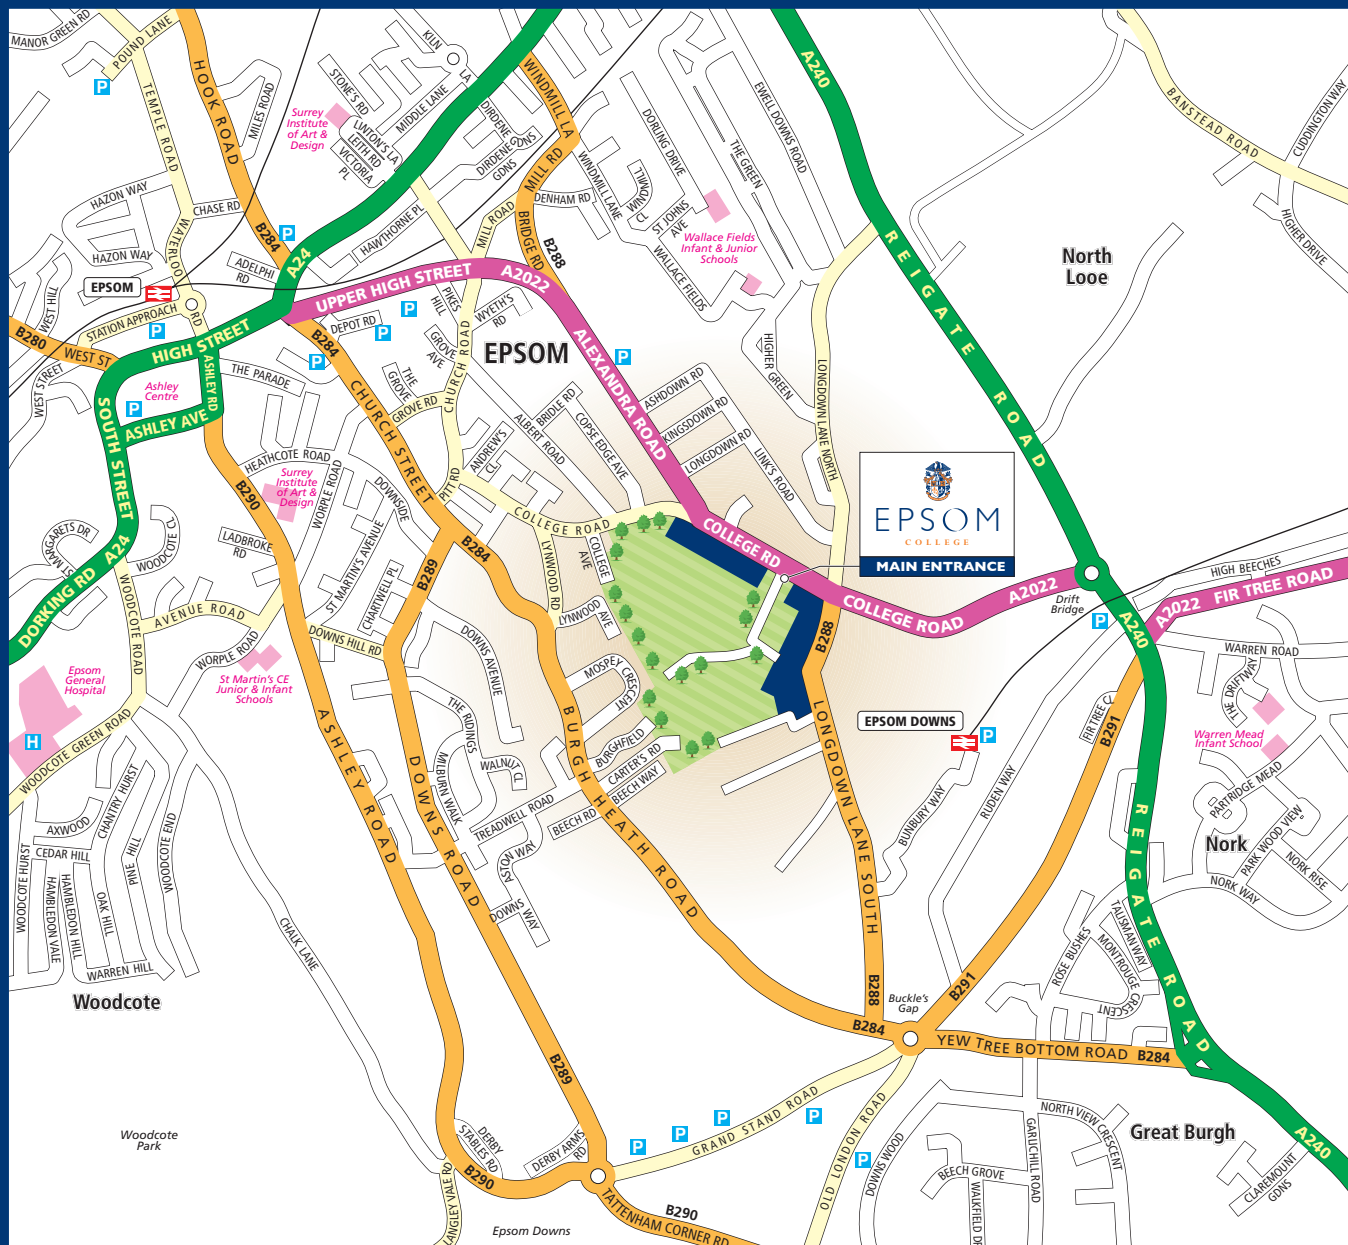 MANOR GREEN RD
POUND LANE
P
HOOK ROAD
TEMPLE ROAD
MILES ROAD
STONE'S RD
KILN
LA
MIDDLE LANE
Surrey
Institute
of Art &
Design
LINTON'S LA
LEITH RD
VICTORIA
PL
DIRDENE
GDNS
DIRDENE
GDNS
WINDMILL LA
MILL RD
DENHAM RD
WINDMILL LANE
WINDMILL
CL
DORLING DRIVE
ST JOHNS
AVE
THE GREEN
EWELL DOWNS ROAD
A240
BANSTEAD ROAD
CUDDINGTON WAY
HIGHER DRIVE
HAZON WAY
HAZON WAY
CHASE RD
WATERLOO
RD
B284
P
ADELPHI
RD
A24
HAWTHORNE PL
MILL ROAD
BRIDGE RD
B288
Wallace Fields
Infant & Junior
Schools
WALLACE FIELDS
REIGATE ROAD
North
Looe
EPSOM
WEST HILL
STATION APPROACH
P
B280
WEST ST
WEST STREET
HIGH STREET
UPPER HIGH STREET
A2022
PIKES
HILL
WYETH'S
RD
DEPOT RD
P
P
P
B284
GROVE
AVE
THE
GROVE
GROVE RD
CHURCH ROAD
EPSOM
P
ALEXANDRA ROAD
HIGHER GREEN
LONGDOWN LANE NORTH
Ashley
Centre
P
ASHLEY RD
ASHLEY AVE
THE PARADE
SOUTH STREET
CHURCH STREET
ALBERT ROAD
BRIDLE RD
COPSE EDGE AVE
ASHDOWN RD
KINGSDOWN RD
LONGDOWN RD
LINK'S ROAD
ANDREW'S
CL
PITT RD
HEATHCOTE ROAD
Surrey
Institute
of Art &
Design
WORPLE ROAD
DOWNSIDE
B290
LADBROKE
RD
ST MARTIN'S AVENUE
CHARTWELL PL
B289
B284
COLLEGE ROAD
COLLEGE
AVE
LYNWOOD RD
LYNWOOD
AVE
COLLEGE RD
EPSOM
COLLEGE
MAIN ENTRANCE
COLLEGE ROAD
A2022
Drift
Bridge
P
A240
HIGH BEECHES
A2022 FIR TREE ROAD
ST MARGARETS DR
WOODCOTE CL
A24
DORKING RD
WOODCOTE ROAD
AVENUE ROAD
WORPLE ROAD
St Martin's CE
Junior & Infant
Schools
DOWNS HILL RD
DOWNS AVENUE
MOSPEY CRESCENT
B288
WARREN ROAD
THE DRIFTWAY
FIR TREE CL
B291
Warren Mead
Infant School
Epsom
General
Hospital
H
WOODCOTE GREEN ROAD
EPSOM DOWNS
P
THE RIDINGS
WALNUT CL
MILBURN WALK
TREADWELL ROAD
BURGHFIELD
CARTER'S RD
BEECH WAY
BEECH RD
BURGH HEATH ROAD
ASTON WAY
DOWNS WAY
ASHLEY ROAD
DOWNS ROAD
LONGDOWN LANE SOUTH
BUNBURY WAY
RUDEN WAY
REIGATE ROAD
PARTRIDGE MEAD
Nork
PARK WOOD VIEW
NORK RISE
NORK WAY
AXWOOD
CEDAR HILL
CHANTRY HURST
WOODCOTE HURST
HAMBLEDON VALE
HAMBLEDON HILL
OAK HILL
PINE HILL
WOODCOTE END
WARREN HILL
CHALK LANE
Woodcote
TALISMAN WAY
ROSE BUSHES
MONTROUGE CRESCENT
B288
Buckle's
Gap
B291
B284
YEW TREE BOTTOM ROAD B284
B289
Woodcote
Park
DERBY
STABLES RD
DERBY ARMS
RD
B290
LANGLEY VALE RD
Epsom Downs
TATTENHAM CORNER RD
B290
P
P
P
P
GRAND STAND ROAD
OLD LONDON ROAD
P
DOWNS WOOD
BEECH GROVE
WALKFIELD DR
GARLICHILL ROAD
NORTH VIEW CRESCENT
Great Burgh
A240
CLAREMOUNT
GDNS